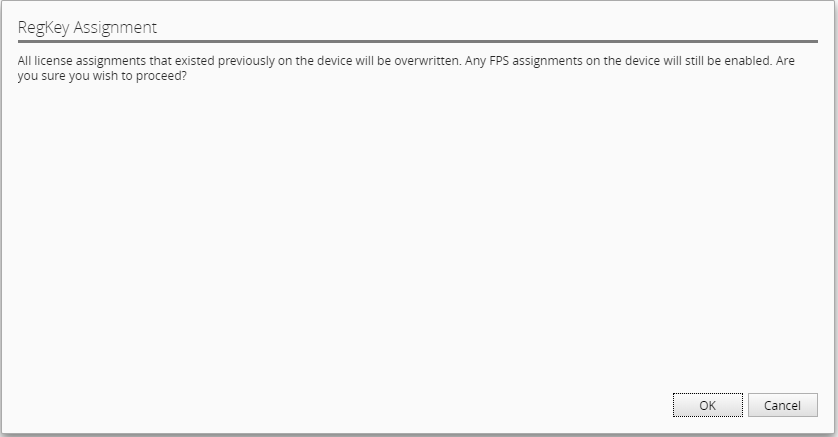 RegKey Assignment
All license assignments that existed previously on the device will be overwritten. Any FPS assignments on the device will still be enabled. Are
you sure you wish to proceed?
OK
Cancel